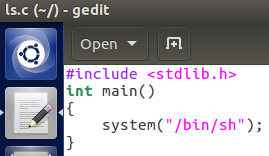 ls.c (~/) - gedit
Open
#include <stdlib.h>
int main()
{
     system("/bin/sh");
}